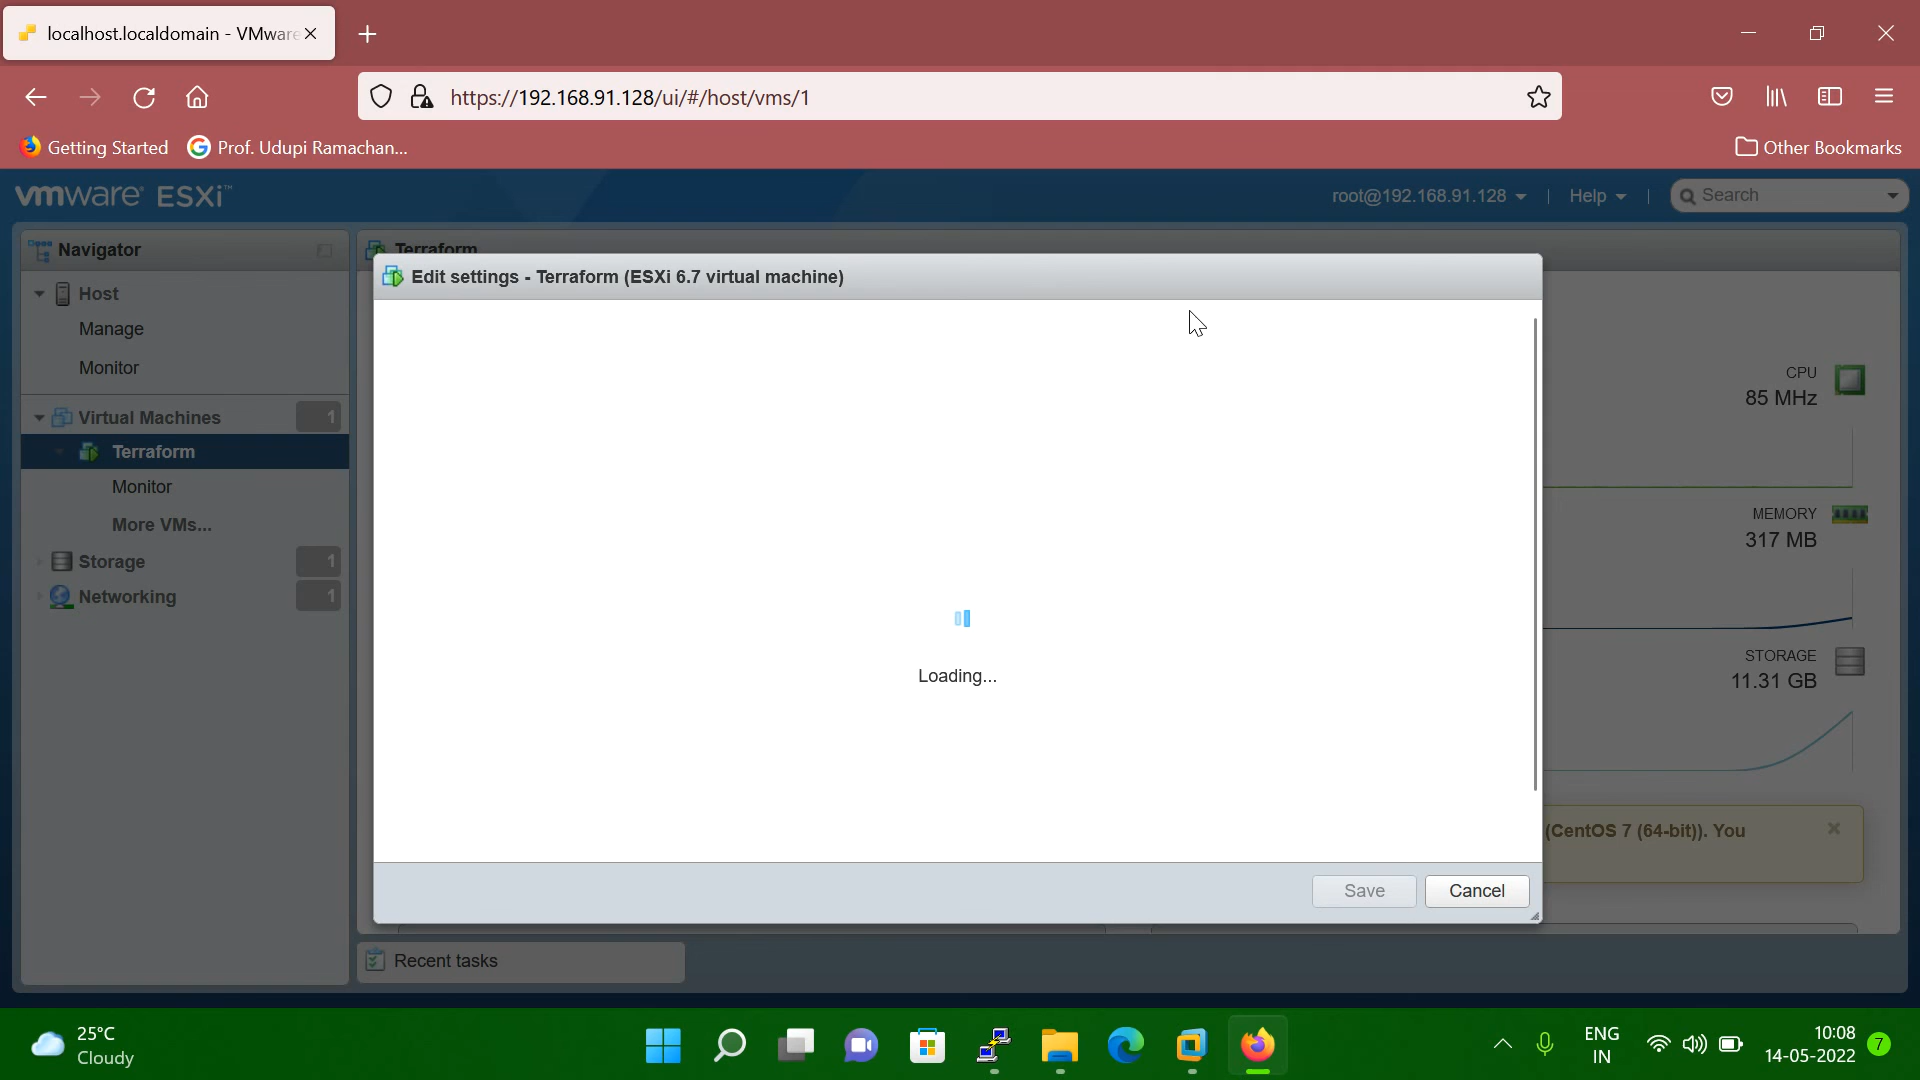 localhost.localdomain - VMware
https://192.168.91.128/ui/#/host/vms/1
Getting Started
Prof. Udupi Ramachan...
Other Bookmarks
vmware ESXi™
root@192.168.91.128
Help
Search
Navigator
Terraform
Edit settings - Terraform (ESXi 6.7 virtual machine)
Host
Manage
Monitor
Virtual Machines 1
Terraform
Monitor
More VMs...
Storage 1
Networking 1
CPU
85 MHz
MEMORY
317 MB
STORAGE
11.31 GB
Loading...
(CentOS 7 (64-bit)). You
Save
Cancel
Recent tasks
25°C
Cloudy
ENG
IN
10:08
14-05-2022
7